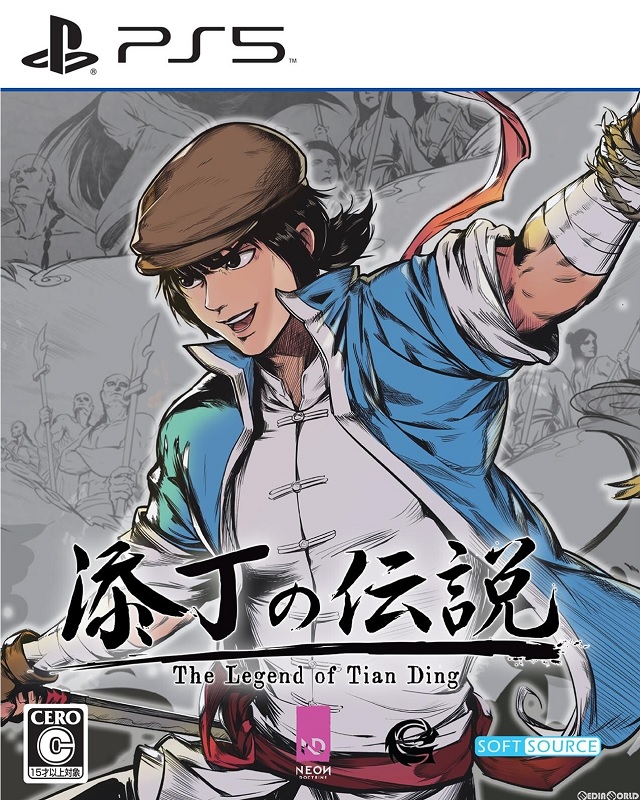 PS5
®
™
添丁の伝説
The Legend of Tian Ding
CERO
C
15才以上対象
NEON
DOCTRINE
SOFT SOURCE
MEDIAWORLD